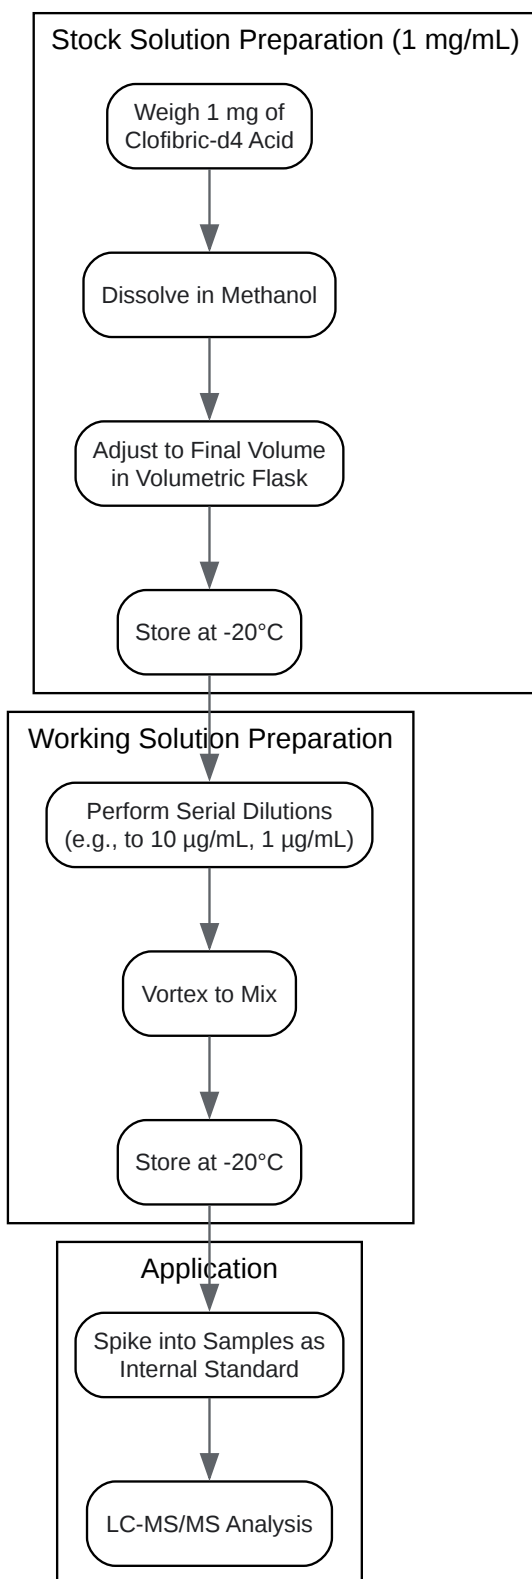 Stock Solution Preparation (1 mg/mL)
Weigh 1 mg of
Clofibric-d4 Acid
Dissolve in Methanol
Adjust to Final Volume
in Volumetric Flask
Store at -20°C
Working Solution Preparation
Perform Serial Dilutions
(e.g., to 10 µg/mL, 1 µg/mL)
Vortex to Mix
Store at -20°C
Application
Spike into Samples as
Internal Standard
LC-MS/MS Analysis